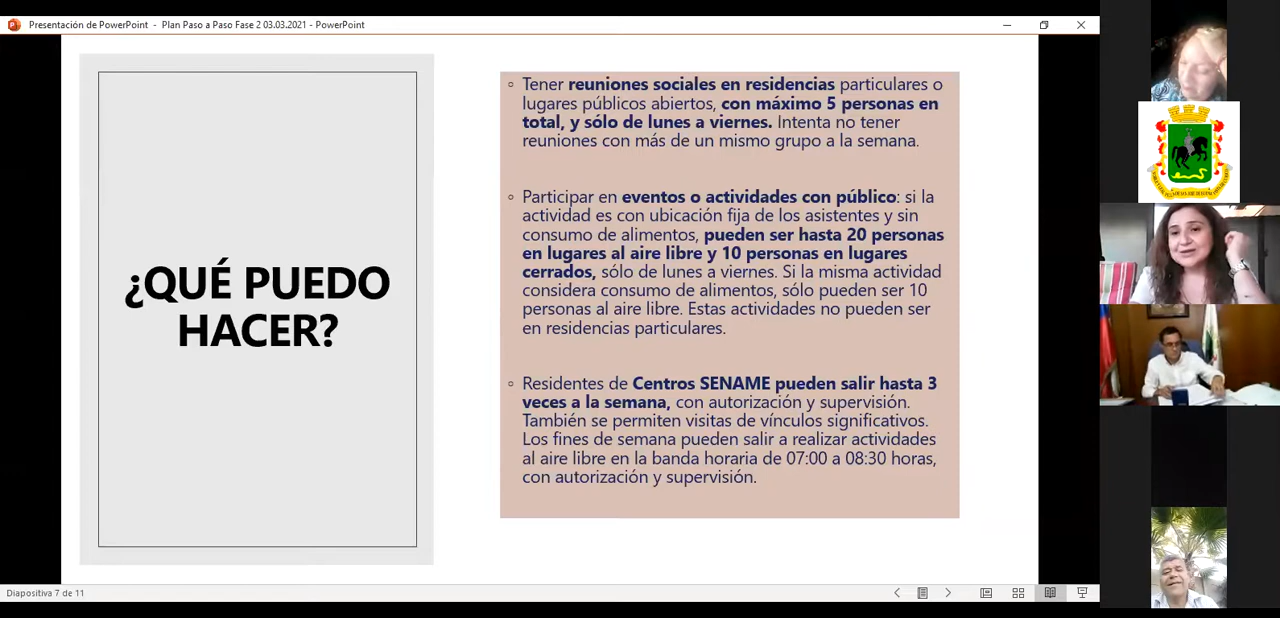 Presentación de PowerPoint - Plan Paso a Paso Fase 2 03.03.2021 - PowerPoint
¿QUÉ PUEDO
HACER?
◦ Tener reuniones sociales en residencias particulares o
lugares públicos abiertos, con máximo 5 personas en
total, y sólo de lunes a viernes. Intenta no tener
reuniones con más de un mismo grupo a la semana.
◦ Participar en eventos o actividades con público: si la
actividad es con ubicación fija de los asistentes y sin
consumo de alimentos, pueden ser hasta 20 personas
en lugares al aire libre y 10 personas en lugares
cerrados, sólo de lunes a viernes. Si la misma actividad
considera consumo de alimentos, sólo pueden ser 10
personas al aire libre. Estas actividades no pueden ser
en residencias particulares.
◦ Residentes de Centros SENAME pueden salir hasta 3
veces a la semana, con autorización y supervisión.
También se permiten visitas de vínculos significativos.
Los fines de semana pueden salir a realizar actividades
al aire libre en la banda horaria de 07:00 a 08:30 horas,
con autorización y supervisión.
Diapositiva 7 de 11